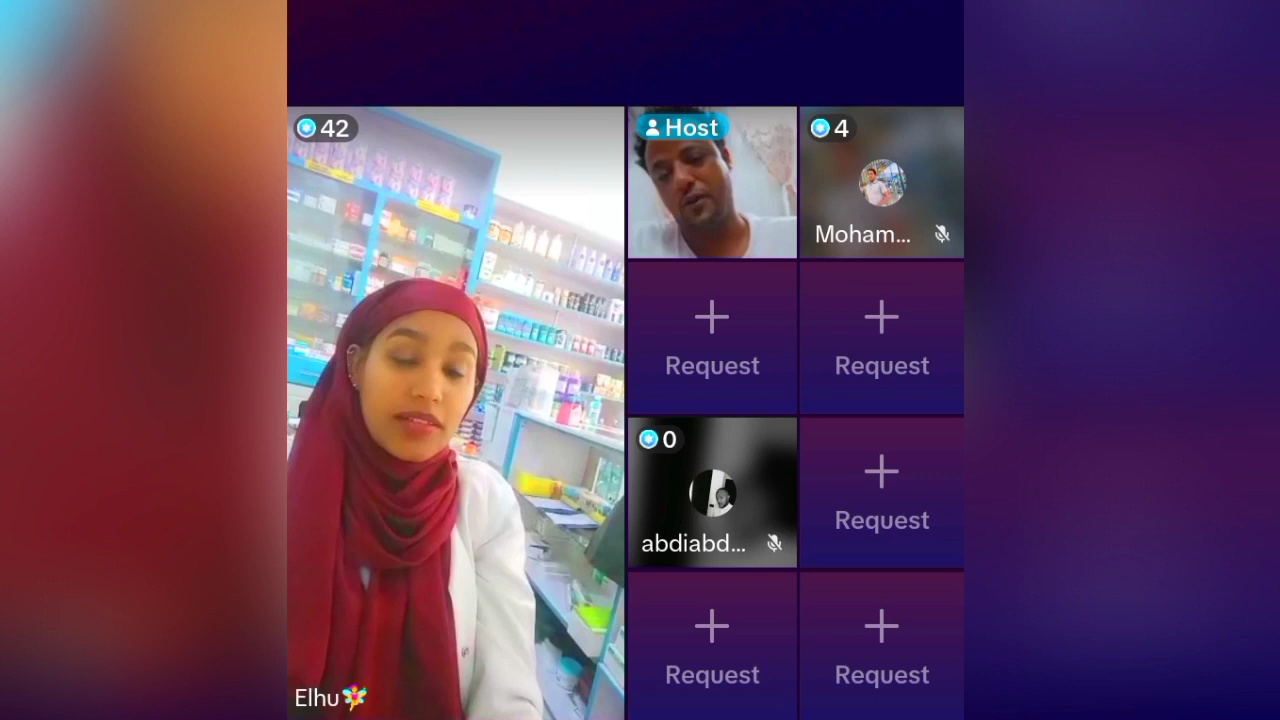 42
Host
4
Moham...
Request
Request
0
abdiabd...
Request
Request
Request
Elhu🧚